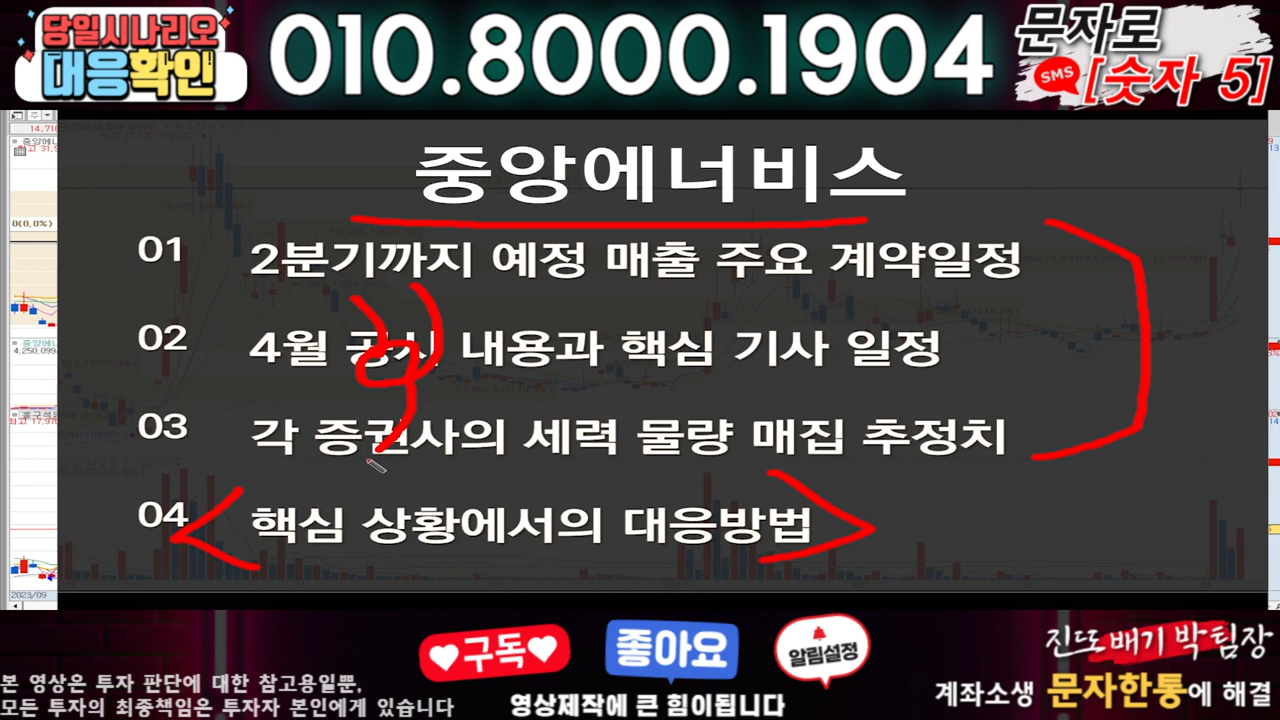 당일시나리오
대응확인
010.8000.1904
문자로
SMS
[숫자 5]
중앙에너비스
01 2분기까지 예정 매출 주요 계약일정
02 4월 공시 내용과 핵심 기사 일정
03 각 증권사의 세력 물량 매집 추정치
04 핵심 상황에서의 대응방법
14,710
0(0,0%)
2023/09
구독
좋아요
알림설정
영상제작에 큰 힘이됩니다
본 영상은 투자 판단에 대한 참고용일뿐,
모든 투자의 최종책임은 투자자 본인에게 있습니다
진또배기 박팀장
계좌소생 문자한통에 해결